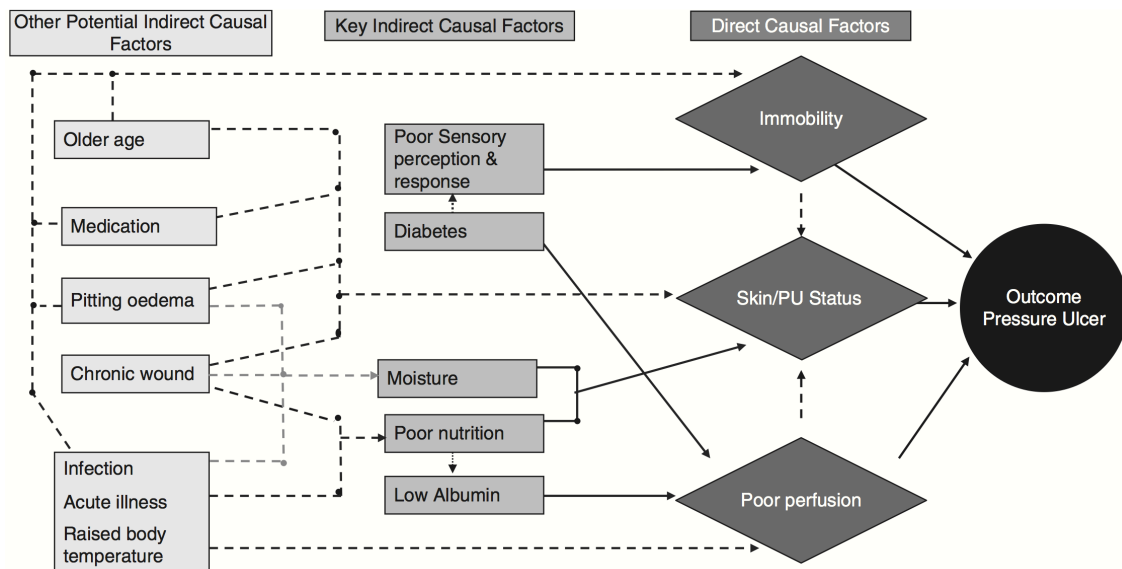 Other Potential Indirect Causal
Factors
Key Indirect Causal Factors
Direct Causal Factors
Older age
Medication
Pitting oedema
Chronic wound
Infection
Acute illness
Raised body
temperature
Poor Sensory
perception &
response
Diabetes
Moisture
Poor nutrition
Low Albumin
Immobility
Skin/PU Status
Poor perfusion
Outcome
Pressure Ulcer